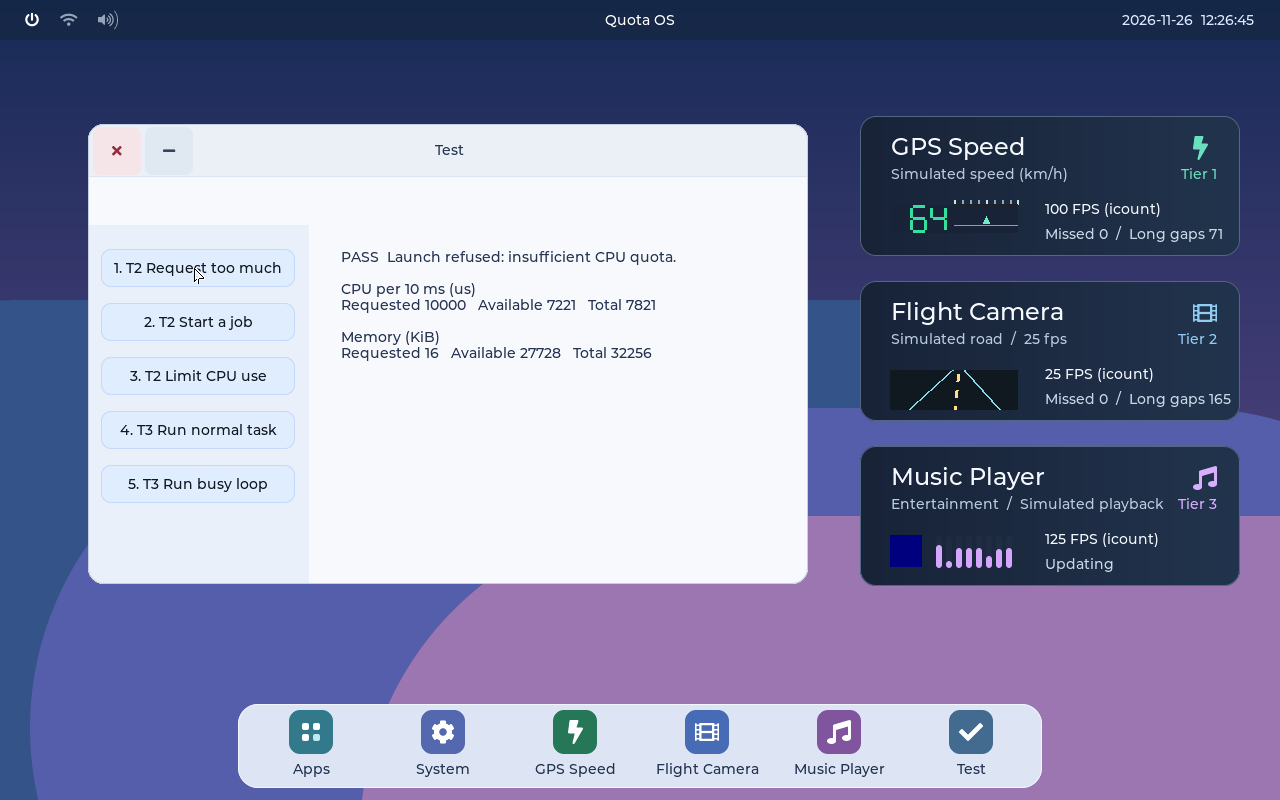 Quota OS
2026-11-26 12:26:45
Test
1. T2 Request too much
2. T2 Start a job
3. T2 Limit CPU use
4. T3 Run normal task
5. T3 Run busy loop
PASS  Launch refused: insufficient CPU quota.
CPU per 10 ms (us)
Requested 10000   Available 7221   Total 7821
Memory (KiB)
Requested 16   Available 27728   Total 32256
GPS Speed
Simulated speed (km/h)
Tier 1
64
100 FPS (icount)
Missed 0 / Long gaps 71
Flight Camera
Simulated road / 25 fps
Tier 2
25 FPS (icount)
Missed 0 / Long gaps 165
Music Player
Entertainment / Simulated playback
Tier 3
125 FPS (icount)
Updating
Apps
System
GPS Speed
Flight Camera
Music Player
Test